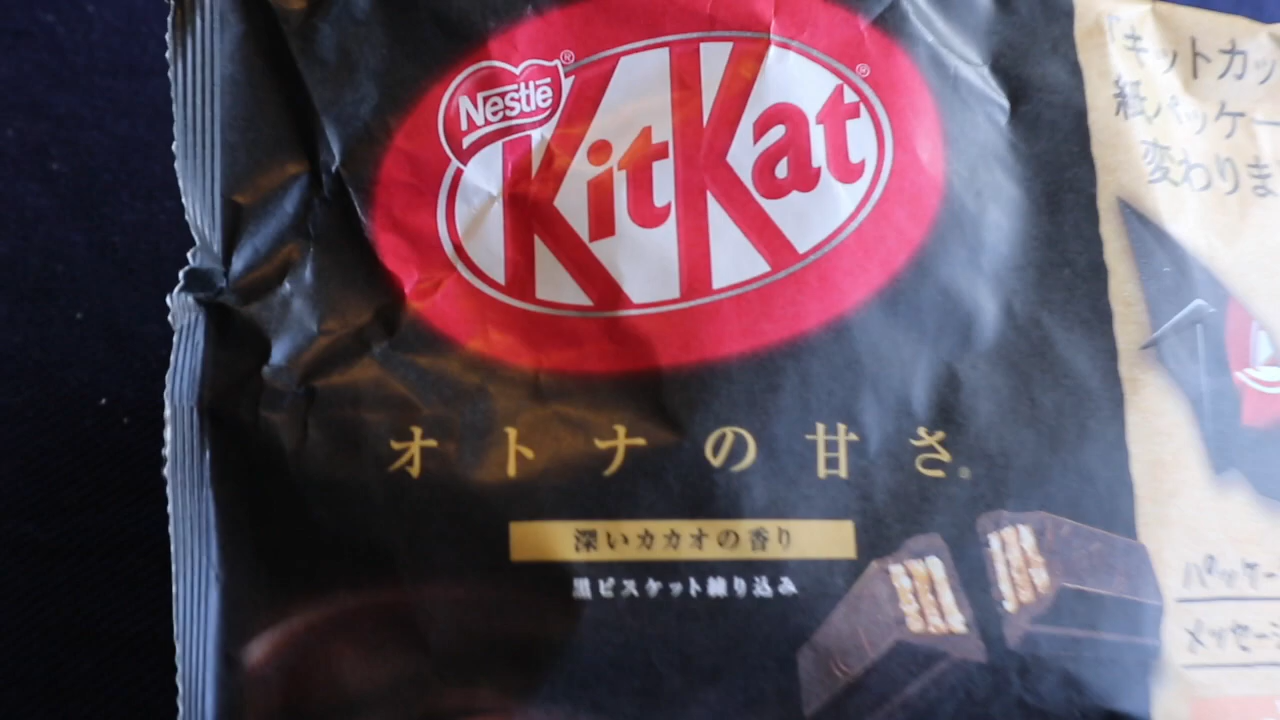 Nestlé®
KitKat®
オトナの甘さ®
深いカカオの香り
黒ビスケット練り込み
「キットカッ
紙パッケー
変わりま
パッケー
メッセージ